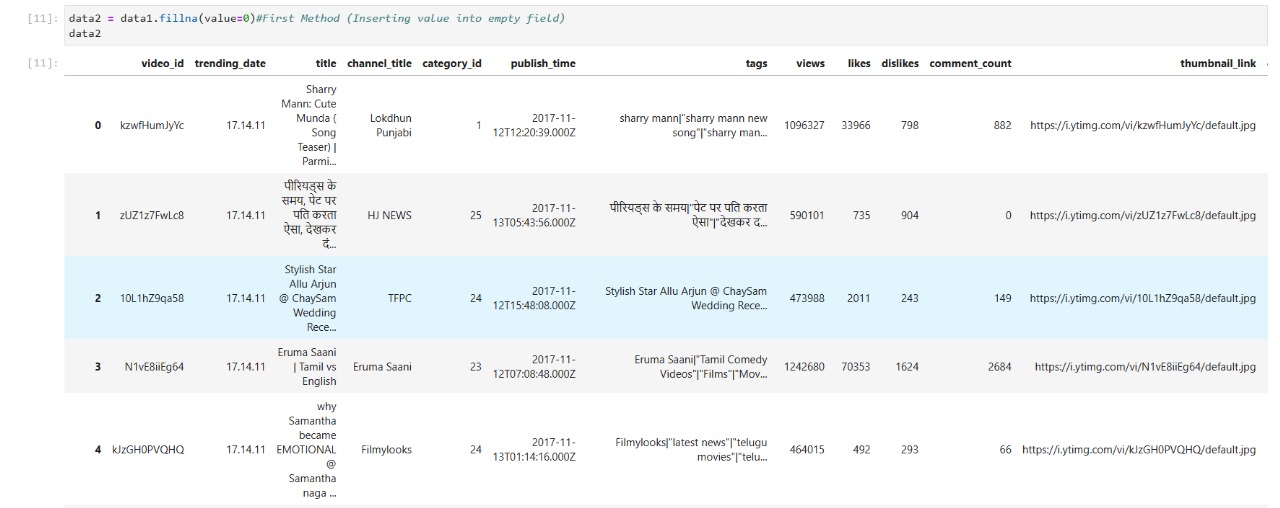 [11]: data2 = data1.fillna(value=0)#First Method (Inserting value into empty field)
data2
[11]:
video_id trending_date title channel_title category_id publish_time tags views likes dislikes comment_count thumbnail_link
0 kzwfHumJyYc 17.14.11 Sharry Mann: Cute Munda ( Song Teaser) | Parmi... Lokdhun Punjabi 1 2017-11-12T12:20:39.000Z sharry mann|"sharry mann new song"|"sharry man... 1096327 33966 798 882 https://i.ytimg.com/vi/kzwfHumJyYc/default.jpg
1 zUZ1z7FwLc8 17.14.11 पीरियड्स के समय, पेट पर पति करता ऐसा, देखकर दं... HJ NEWS 25 2017-11-13T05:43:56.000Z पीरियड्स के समय|"पेट पर पति करता ऐसा"|"देखकर द... 590101 735 904 0 https://i.ytimg.com/vi/zUZ1z7FwLc8/default.jpg
2 10L1hZ9qa58 17.14.11 Stylish Star Allu Arjun @ ChaySam Wedding Rece... TFPC 24 2017-11-12T15:48:08.000Z Stylish Star Allu Arjun @ ChaySam Wedding Rece... 473988 2011 243 149 https://i.ytimg.com/vi/10L1hZ9qa58/default.jpg
3 N1vE8iiEg64 17.14.11 Eruma Saani | Tamil vs English Eruma Saani 23 2017-11-12T07:08:48.000Z Eruma Saani|"Tamil Comedy Videos"|"Films"|"Mov... 1242680 70353 1624 2684 https://i.ytimg.com/vi/N1vE8iiEg64/default.jpg
4 kJzGH0PVQHQ 17.14.11 why Samantha became EMOTIONAL @ Samantha naga ... Filmylooks 24 2017-11-13T01:14:16.000Z Filmylooks|"latest news"|"telugu movies"|"telu... 464015 492 293 66 https://i.ytimg.com/vi/kJzGH0PVQHQ/default.jpg